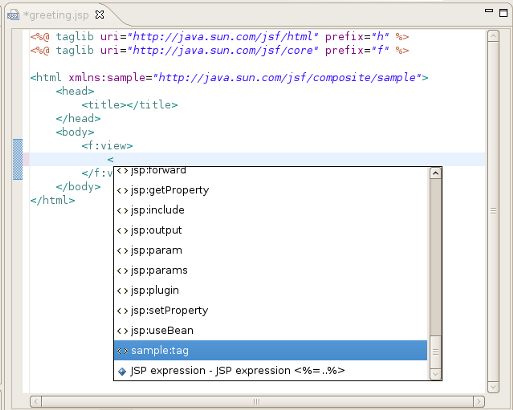 *greeting.jsp
<%@ taglib uri="http://java.sun.com/jsf/html" prefix="h" %>
<%@ taglib uri="http://java.sun.com/jsf/core" prefix="f" %>
<html xmlns:sample="http://java.sun.com/jsf/composite/sample">
<head>
<title></title>
</head>
<body>
<f:view>
<
</f:v
</body>
</html>
jsp:forward
jsp:getProperty
jsp:include
jsp:output
jsp:param
jsp:params
jsp:plugin
jsp:setProperty
jsp:useBean
sample:tag
JSP expression - JSP expression <%=..%>